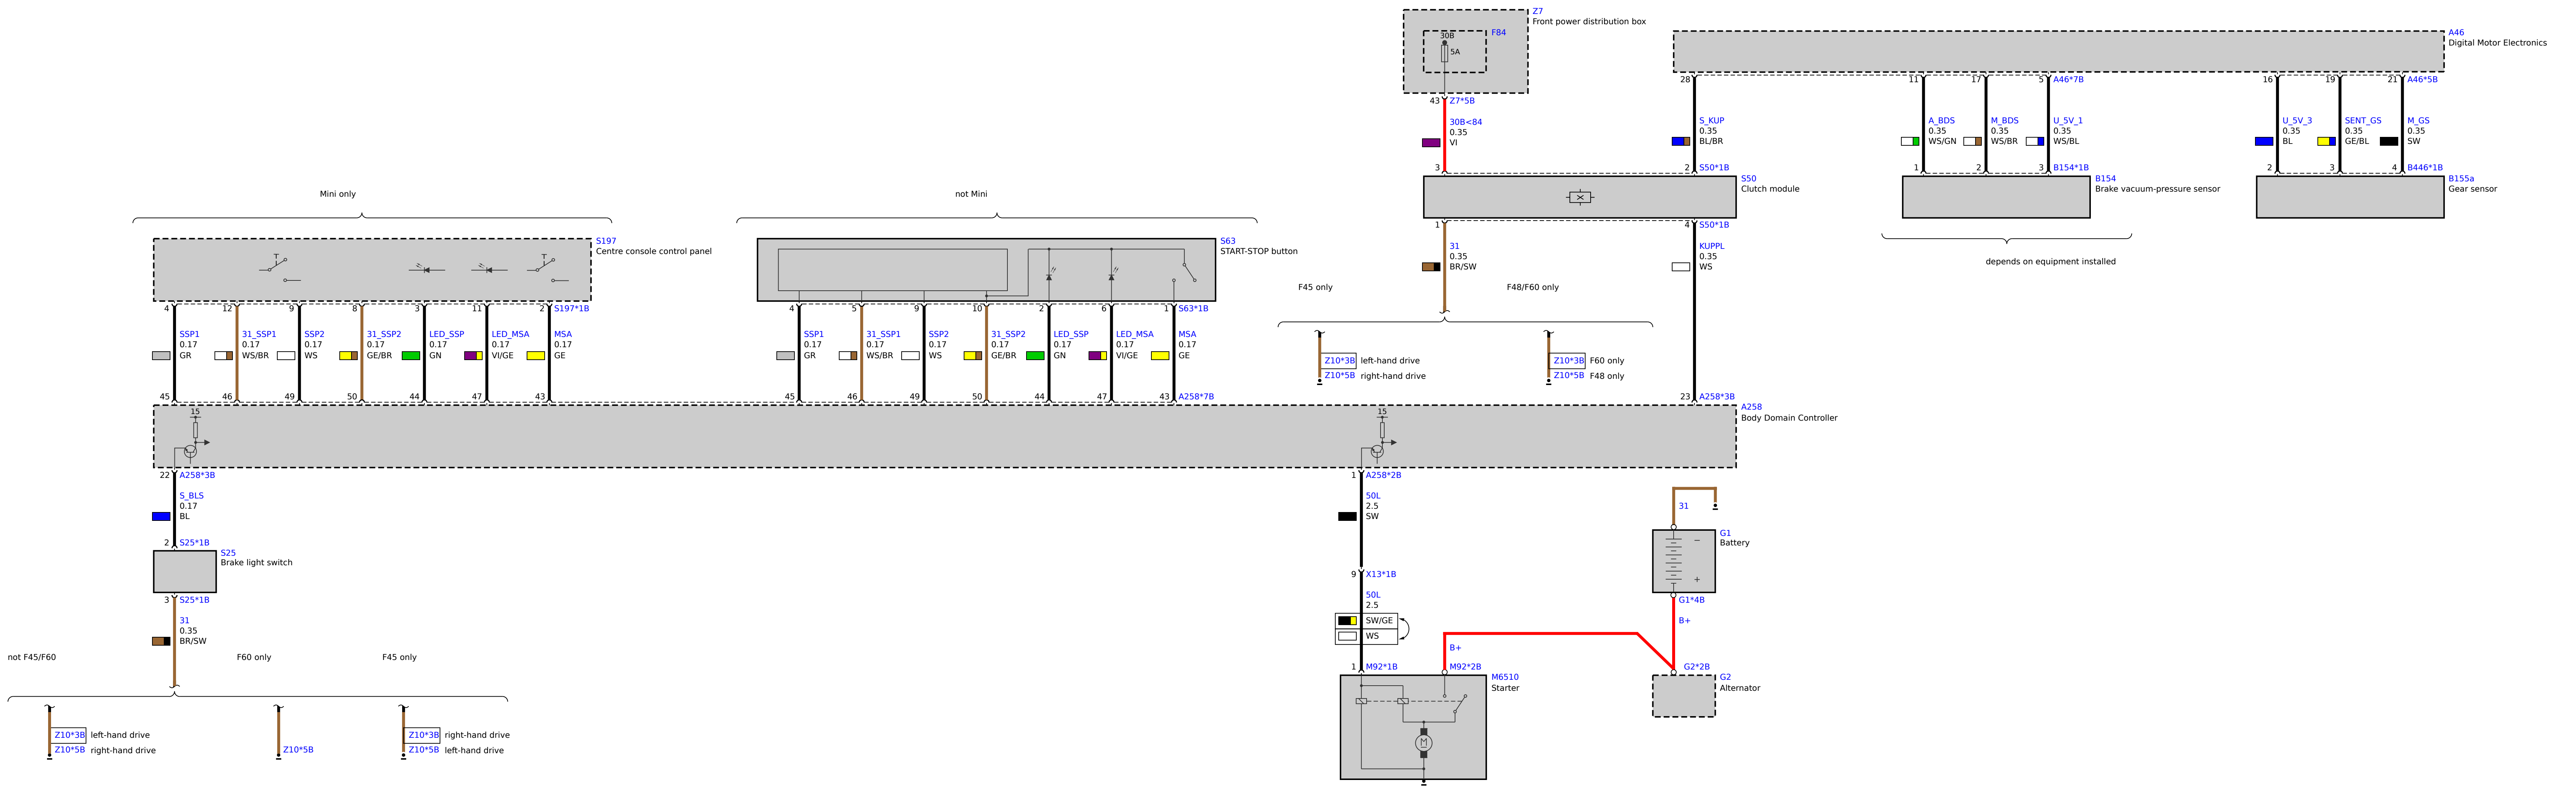 Z7
Front power distribution box
30B
F84
5A
A46
Digital Motor Electronics
43 Z7*5B
30B<84
0.35
VI
28
11
17
5 A46*7B
16
19
21 A46*5B
S_KUP
0.35
BL/BR
A_BDS
0.35
WS/GN
M_BDS
0.35
WS/BR
U_5V_1
0.35
WS/BL
U_5V_3
0.35
BL
SENT_GS
0.35
GE/BL
M_GS
0.35
SW
3
2 S50*1B
1
2
3 B154*1B
2
3
4 B446*1B
S50
Clutch module
B154
Brake vacuum-pressure sensor
B155a
Gear sensor
Mini only
not Mini
1
4 S50*1B
31
0.35
BR/SW
KUPPL
0.35
WS
depends on equipment installed
S197
Centre console control panel
S63
START-STOP button
F45 only
F48/F60 only
4
12
9
8
3
11
2 S197*1B
4
5
9
10
2
6
1 S63*1B
SSP1
0.17
GR
31_SSP1
0.17
WS/BR
SSP2
0.17
WS
31_SSP2
0.17
GE/BR
LED_SSP
0.17
GN
LED_MSA
0.17
VI/GE
MSA
0.17
GE
SSP1
0.17
GR
31_SSP1
0.17
WS/BR
SSP2
0.17
WS
31_SSP2
0.17
GE/BR
LED_SSP
0.17
GN
LED_MSA
0.17
VI/GE
MSA
0.17
GE
Z10*3B left-hand drive
Z10*5B right-hand drive
Z10*3B F60 only
Z10*5B F48 only
45
46
49
50
44
47
43
45
46
49
50
44
47
43 A258*7B
23 A258*3B
A258
Body Domain Controller
15
15
22 A258*3B
S_BLS
0.17
BL
1 A258*2B
50L
2.5
SW
31
2 S25*1B
S25
Brake light switch
G1
Battery
−
+
3 S25*1B
31
0.35
BR/SW
9 X13*1B
50L
2.5
SW/GE
WS
G1*4B
B+
B+
1 M92*1B
M92*2B
G2*2B
not F45/F60
F60 only
F45 only
M6510
Starter
M
G2
Alternator
Z10*3B left-hand drive
Z10*5B right-hand drive
Z10*5B
Z10*3B right-hand drive
Z10*5B left-hand drive